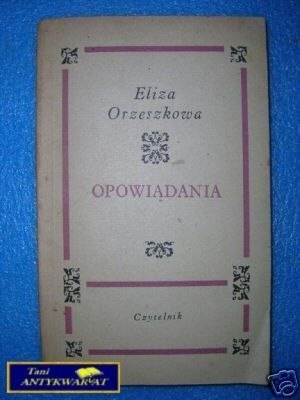 Eliza
Orzeszkowa
OPOWIADANIA
Czytelnik
Tani
ANTYKWARYAT